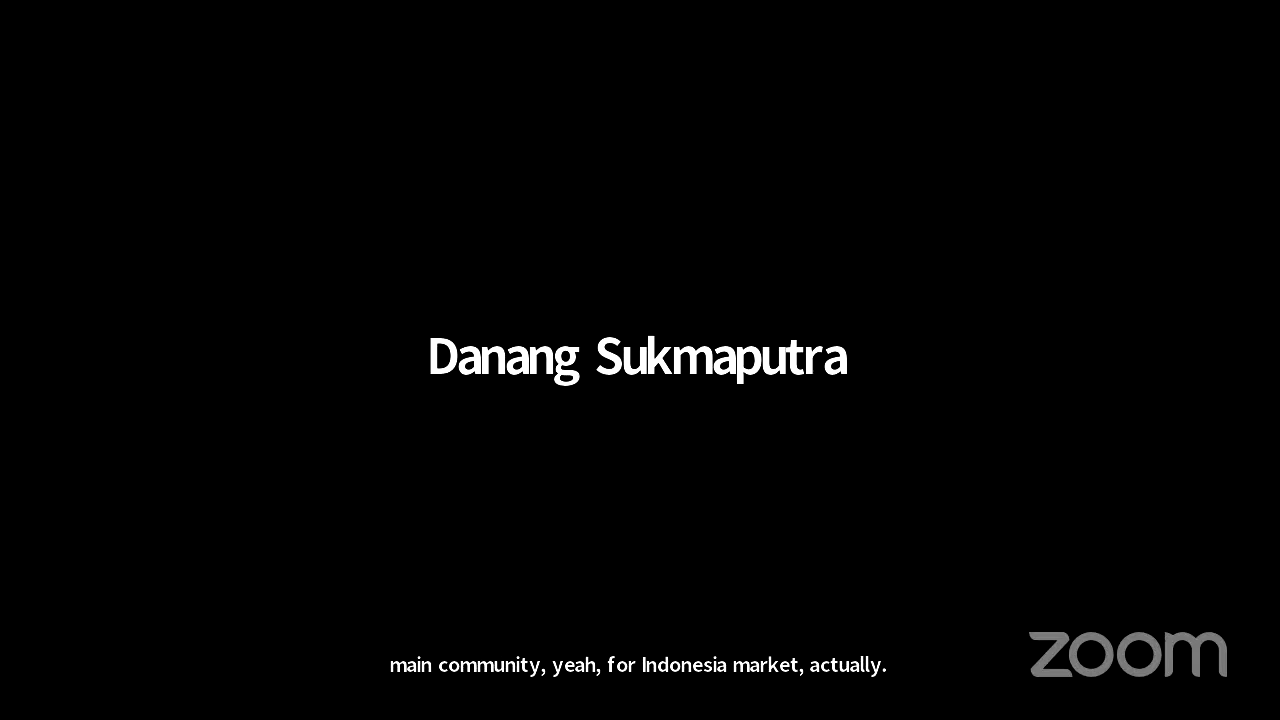 Danang Sukmaputra
main community, yeah, for Indonesia market, actually.
zoom